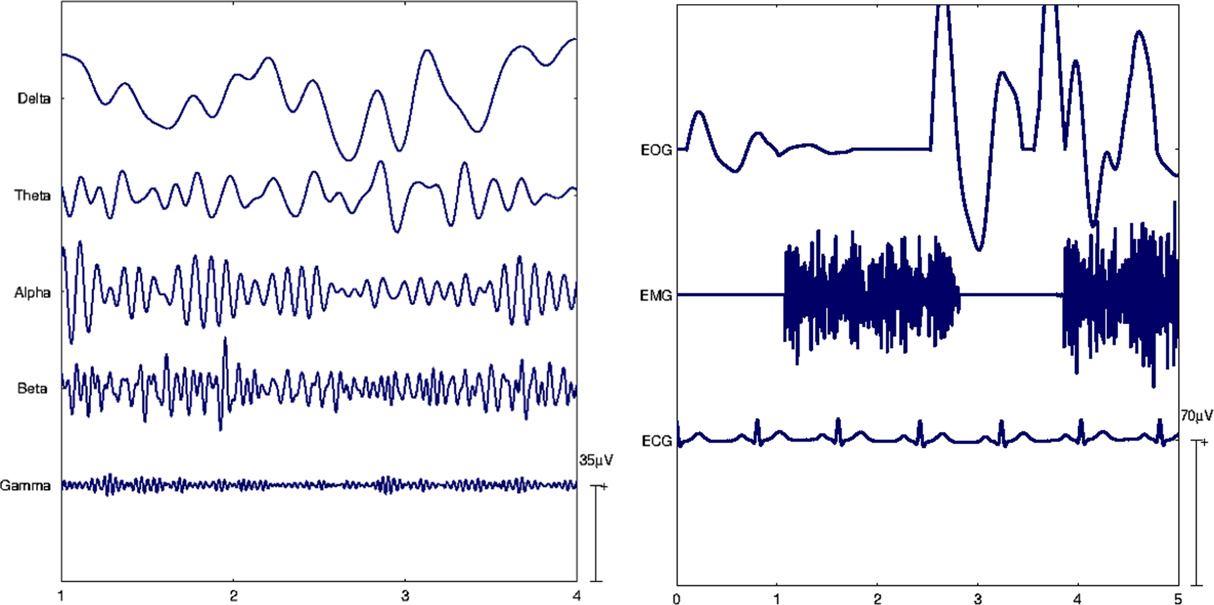 Delta
Theta
Alpha
Beta
Gamma
35µV
+
1 2 3 4
EOG
EMG
ECG
70µV
+
0 1 2 3 4 5